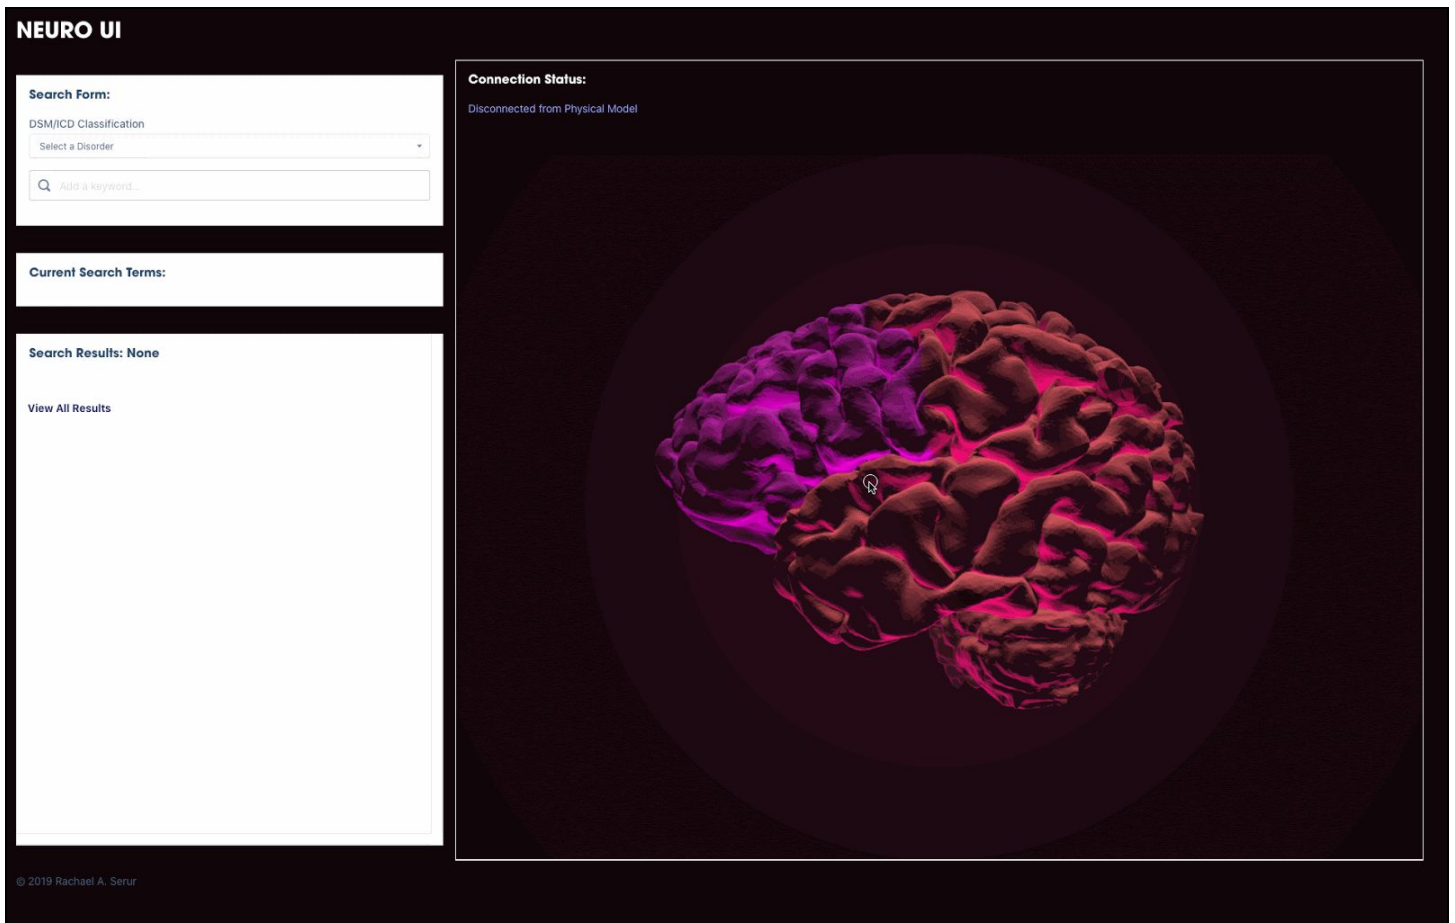 NEURO UI
Search Form:
DSM/ICD Classification
Select a Disorder
Add a keyword...
Current Search Terms:
Search Results: None
View All Results
Connection Status:
Disconnected from Physical Model
© 2019 Rachael A. Serur